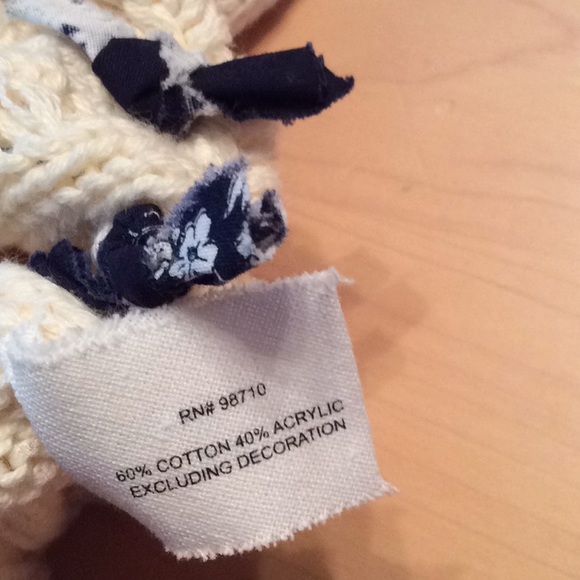 RN# 98710
60% COTTON 40% ACRYLIC
EXCLUDING DECORATION